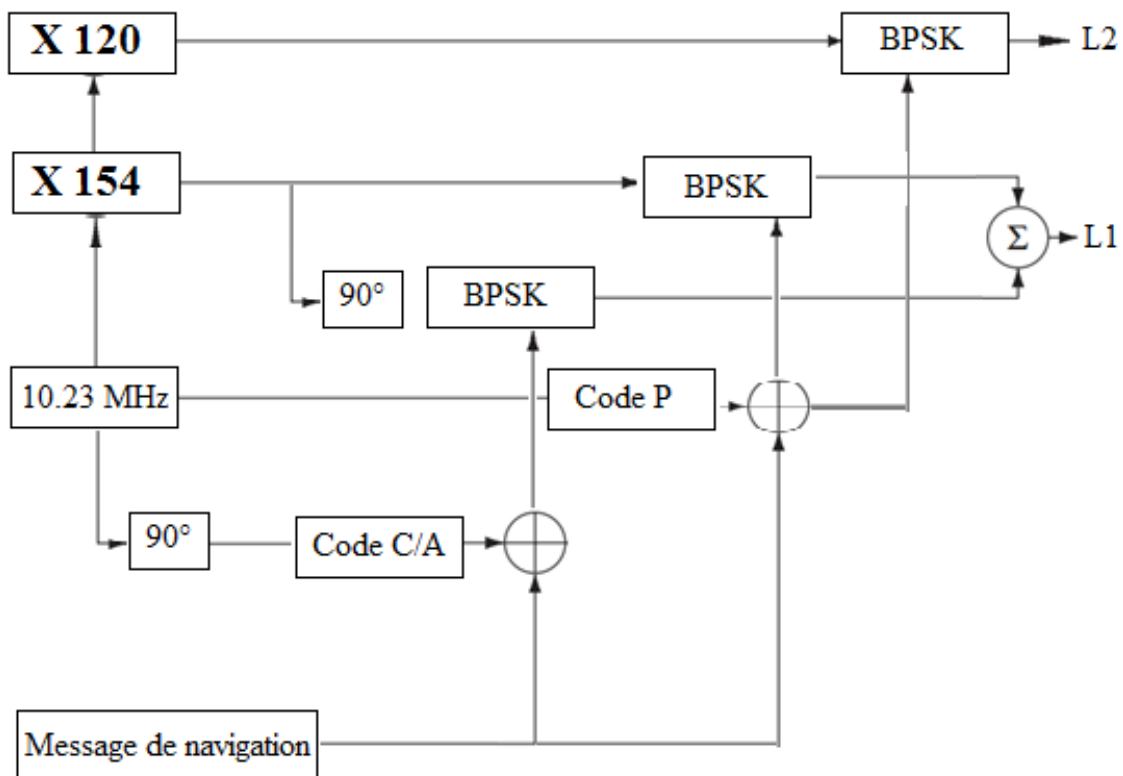 X 120
BPSK
L2
X 154
BPSK
Σ
L1
90°
BPSK
10.23 MHz
Code P
90°
Code C/A
Message de navigation